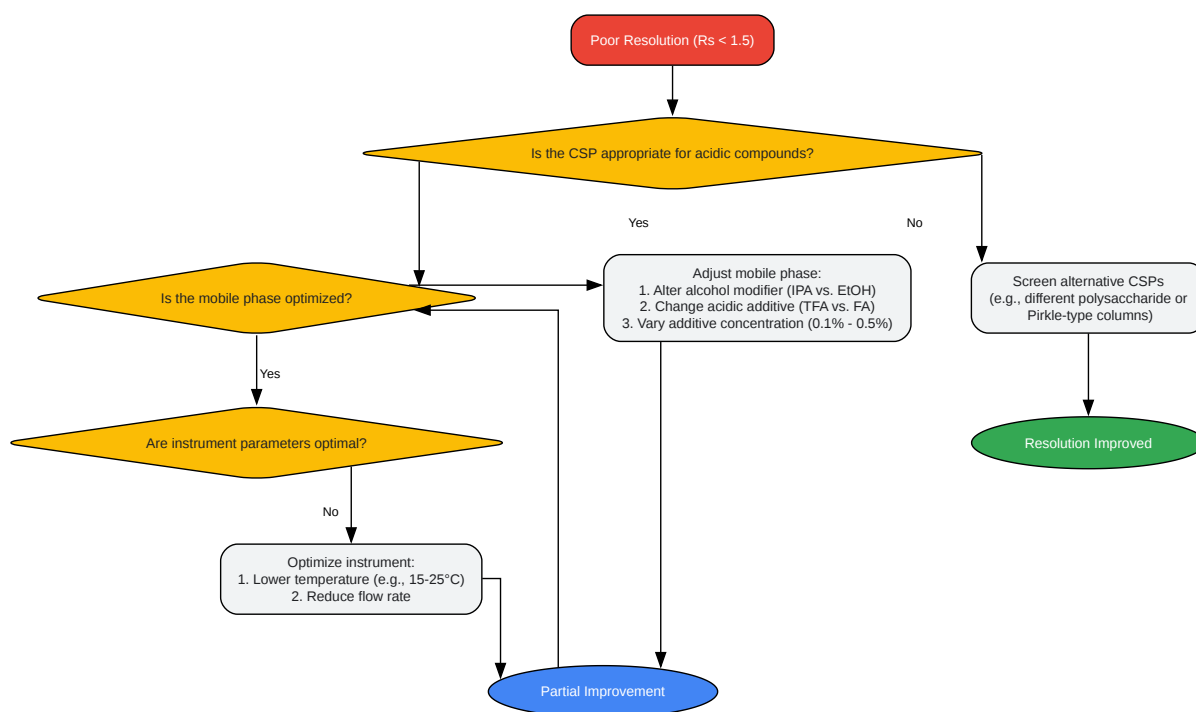 Poor Resolution (Rs < 1.5)
Is the CSP appropriate for acidic compounds?
Yes
No
Is the mobile phase optimized?
Adjust mobile phase:
1. Alter alcohol modifier (IPA vs. EtOH)
2. Change acidic additive (TFA vs. FA)
3. Vary additive concentration (0.1% - 0.5%)
Screen alternative CSPs
(e.g., different polysaccharide or
Pirkle-type columns)
Yes
Are instrument parameters optimal?
Resolution Improved
No
Optimize instrument:
1. Lower temperature (e.g., 15-25°C)
2. Reduce flow rate
Partial Improvement